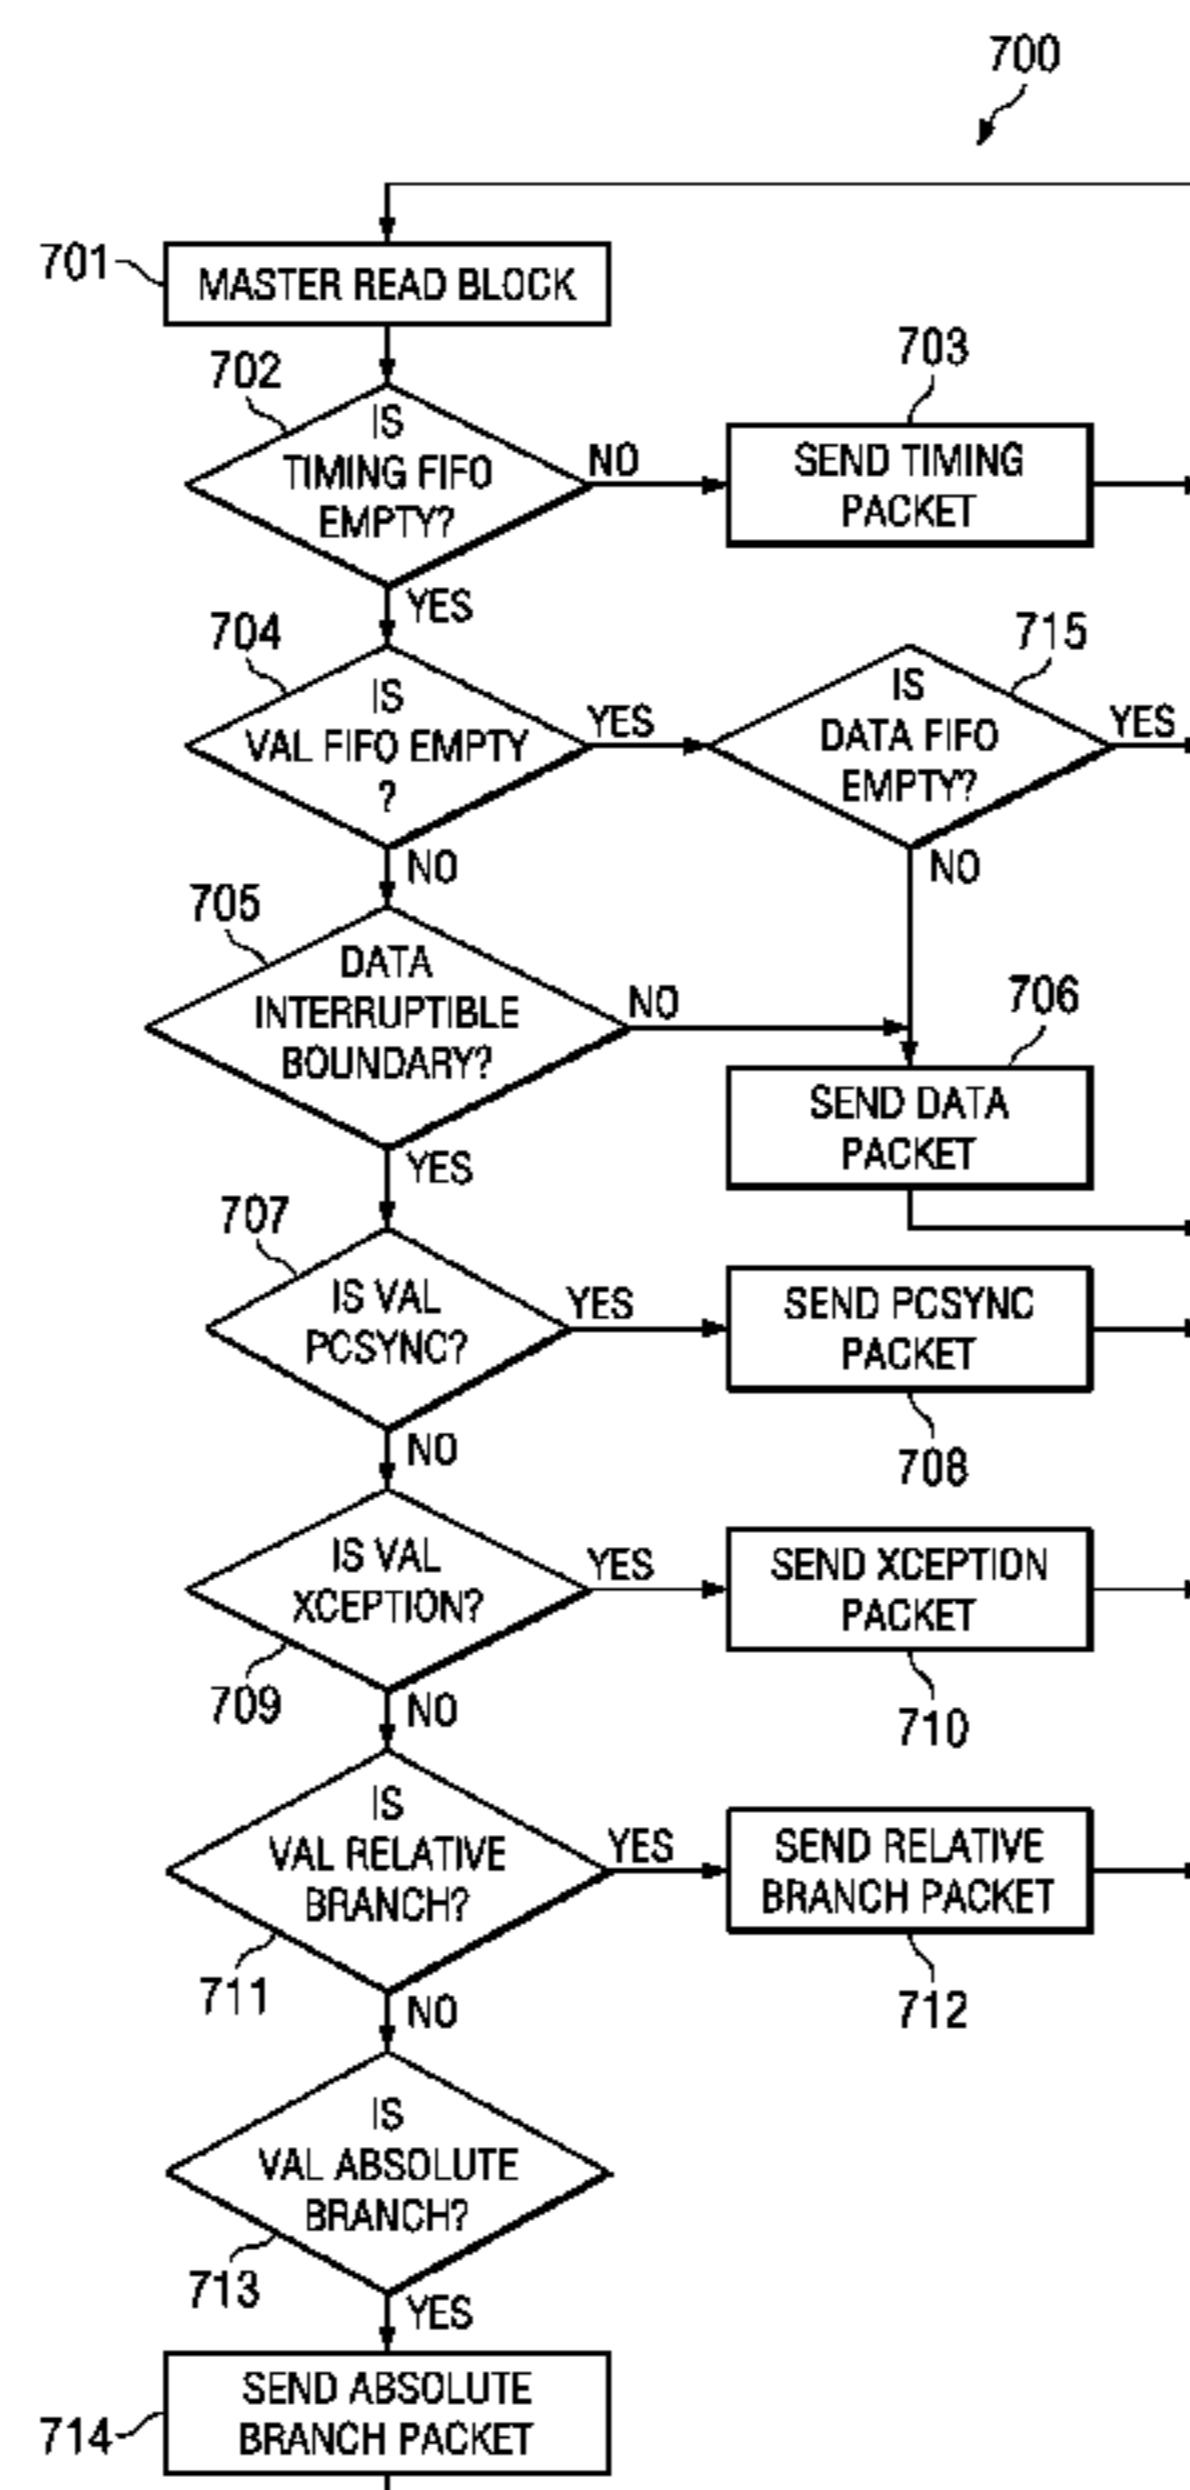 700
701
MASTER READ BLOCK
702
IS
TIMING FIFO
EMPTY?
NO
703
SEND TIMING
PACKET
YES
704
IS
VAL FIFO EMPTY
?
YES
715
IS
DATA FIFO
EMPTY?
YES
NO
NO
705
DATA
INTERRUPTIBLE
BOUNDARY?
NO
706
SEND DATA
PACKET
YES
707
IS VAL
PCSYNC?
YES
SEND PCSYNC
PACKET
708
NO
IS VAL
XCEPTION?
709
YES
SEND XCEPTION
PACKET
710
NO
IS
VAL RELATIVE
BRANCH?
711
YES
SEND RELATIVE
BRANCH PACKET
712
NO
IS
VAL ABSOLUTE
BRANCH?
713
YES
SEND ABSOLUTE
BRANCH PACKET
714